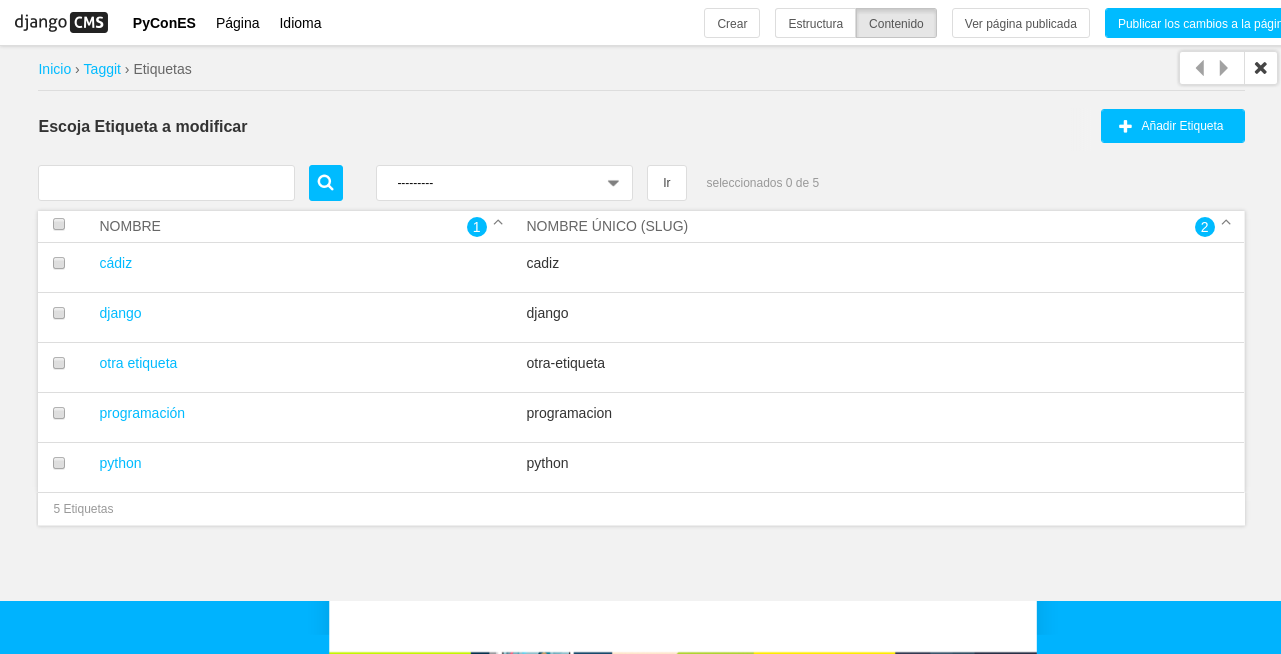 django CMS PyConES Página Idioma Crear Estructura Contenido Ver página publicada Publicar los cambios a la págin
Inicio › Taggit › Etiquetas
Escoja Etiqueta a modificar Añadir Etiqueta
--------- Ir seleccionados 0 de 5
NOMBRE 1 NOMBRE ÚNICO (SLUG) 2
cádiz cadiz
django django
otra etiqueta otra-etiqueta
programación programacion
python python
5 Etiquetas